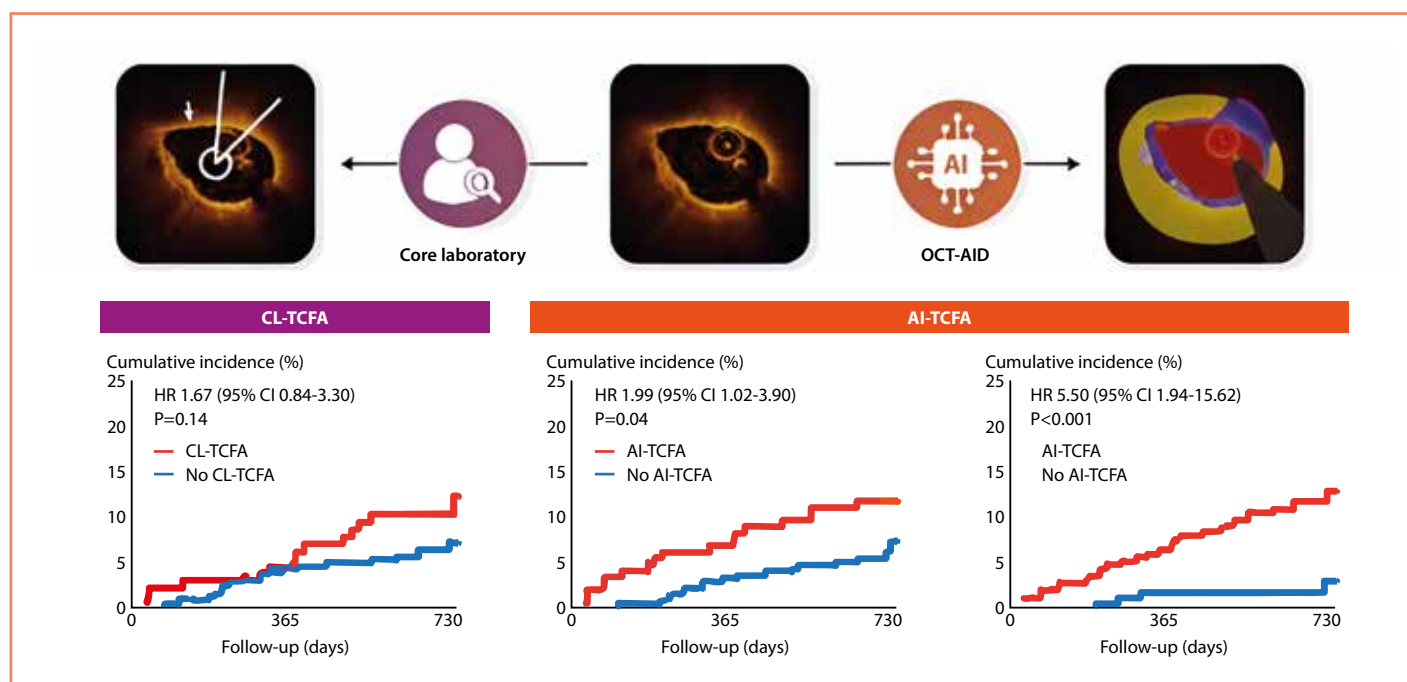 Core laboratory
AI
OCT-AID
CL-TCFA
AI-TCFA
Cumulative incidence (%)
25
20
15
10
5
0
HR 1.67 (95% CI 0.84-3.30)
P=0.14
CL-TCFA
No CL-TCFA
0
365
730
Follow-up (days)
Cumulative incidence (%)
25
20
15
10
5
0
HR 1.99 (95% CI 1.02-3.90)
P=0.04
AI-TCFA
No AI-TCFA
0
365
730
Follow-up (days)
Cumulative incidence (%)
25
20
15
10
5
0
HR 5.50 (95% CI 1.94-15.62)
P<0.001
AI-TCFA
No AI-TCFA
0
365
730
Follow-up (days)